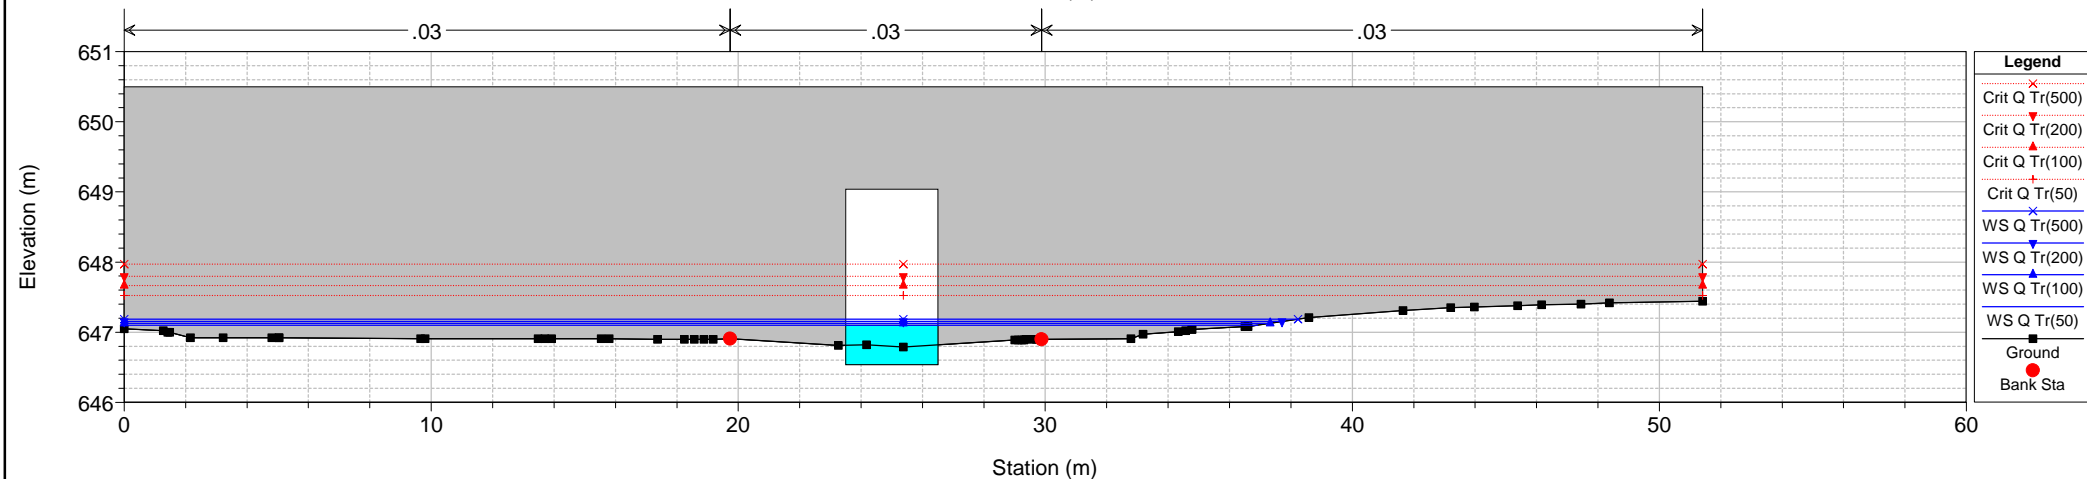 .03 .03 .03
651
650
649
648
647
646
Elevation (m)
0 10 20 30 40 50 60
Station (m)
Legend
Crit Q Tr(500)
Crit Q Tr(200)
Crit Q Tr(100)
Crit Q Tr(50)
WS Q Tr(500)
WS Q Tr(200)
WS Q Tr(100)
WS Q Tr(50)
Ground
Bank Sta